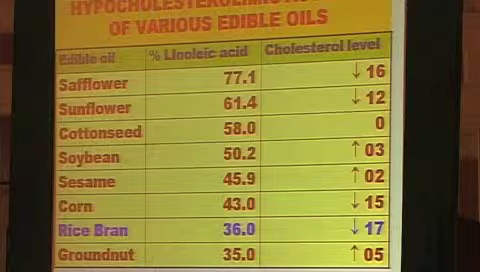 OF VARIOUS EDIBLE OILS
Edible oil % Linoleic acid Cholesterol level
Safflower 77.1 ↓ 16
Sunflower 61.4 ↓ 12
Cottonseed 58.0 0
Soybean 50.2 ↑ 03
Sesame 45.9 ↑ 02
Corn 43.0 ↓ 15
Rice Bran 36.0 ↓ 17
Groundnut 35.0 ↑ 05